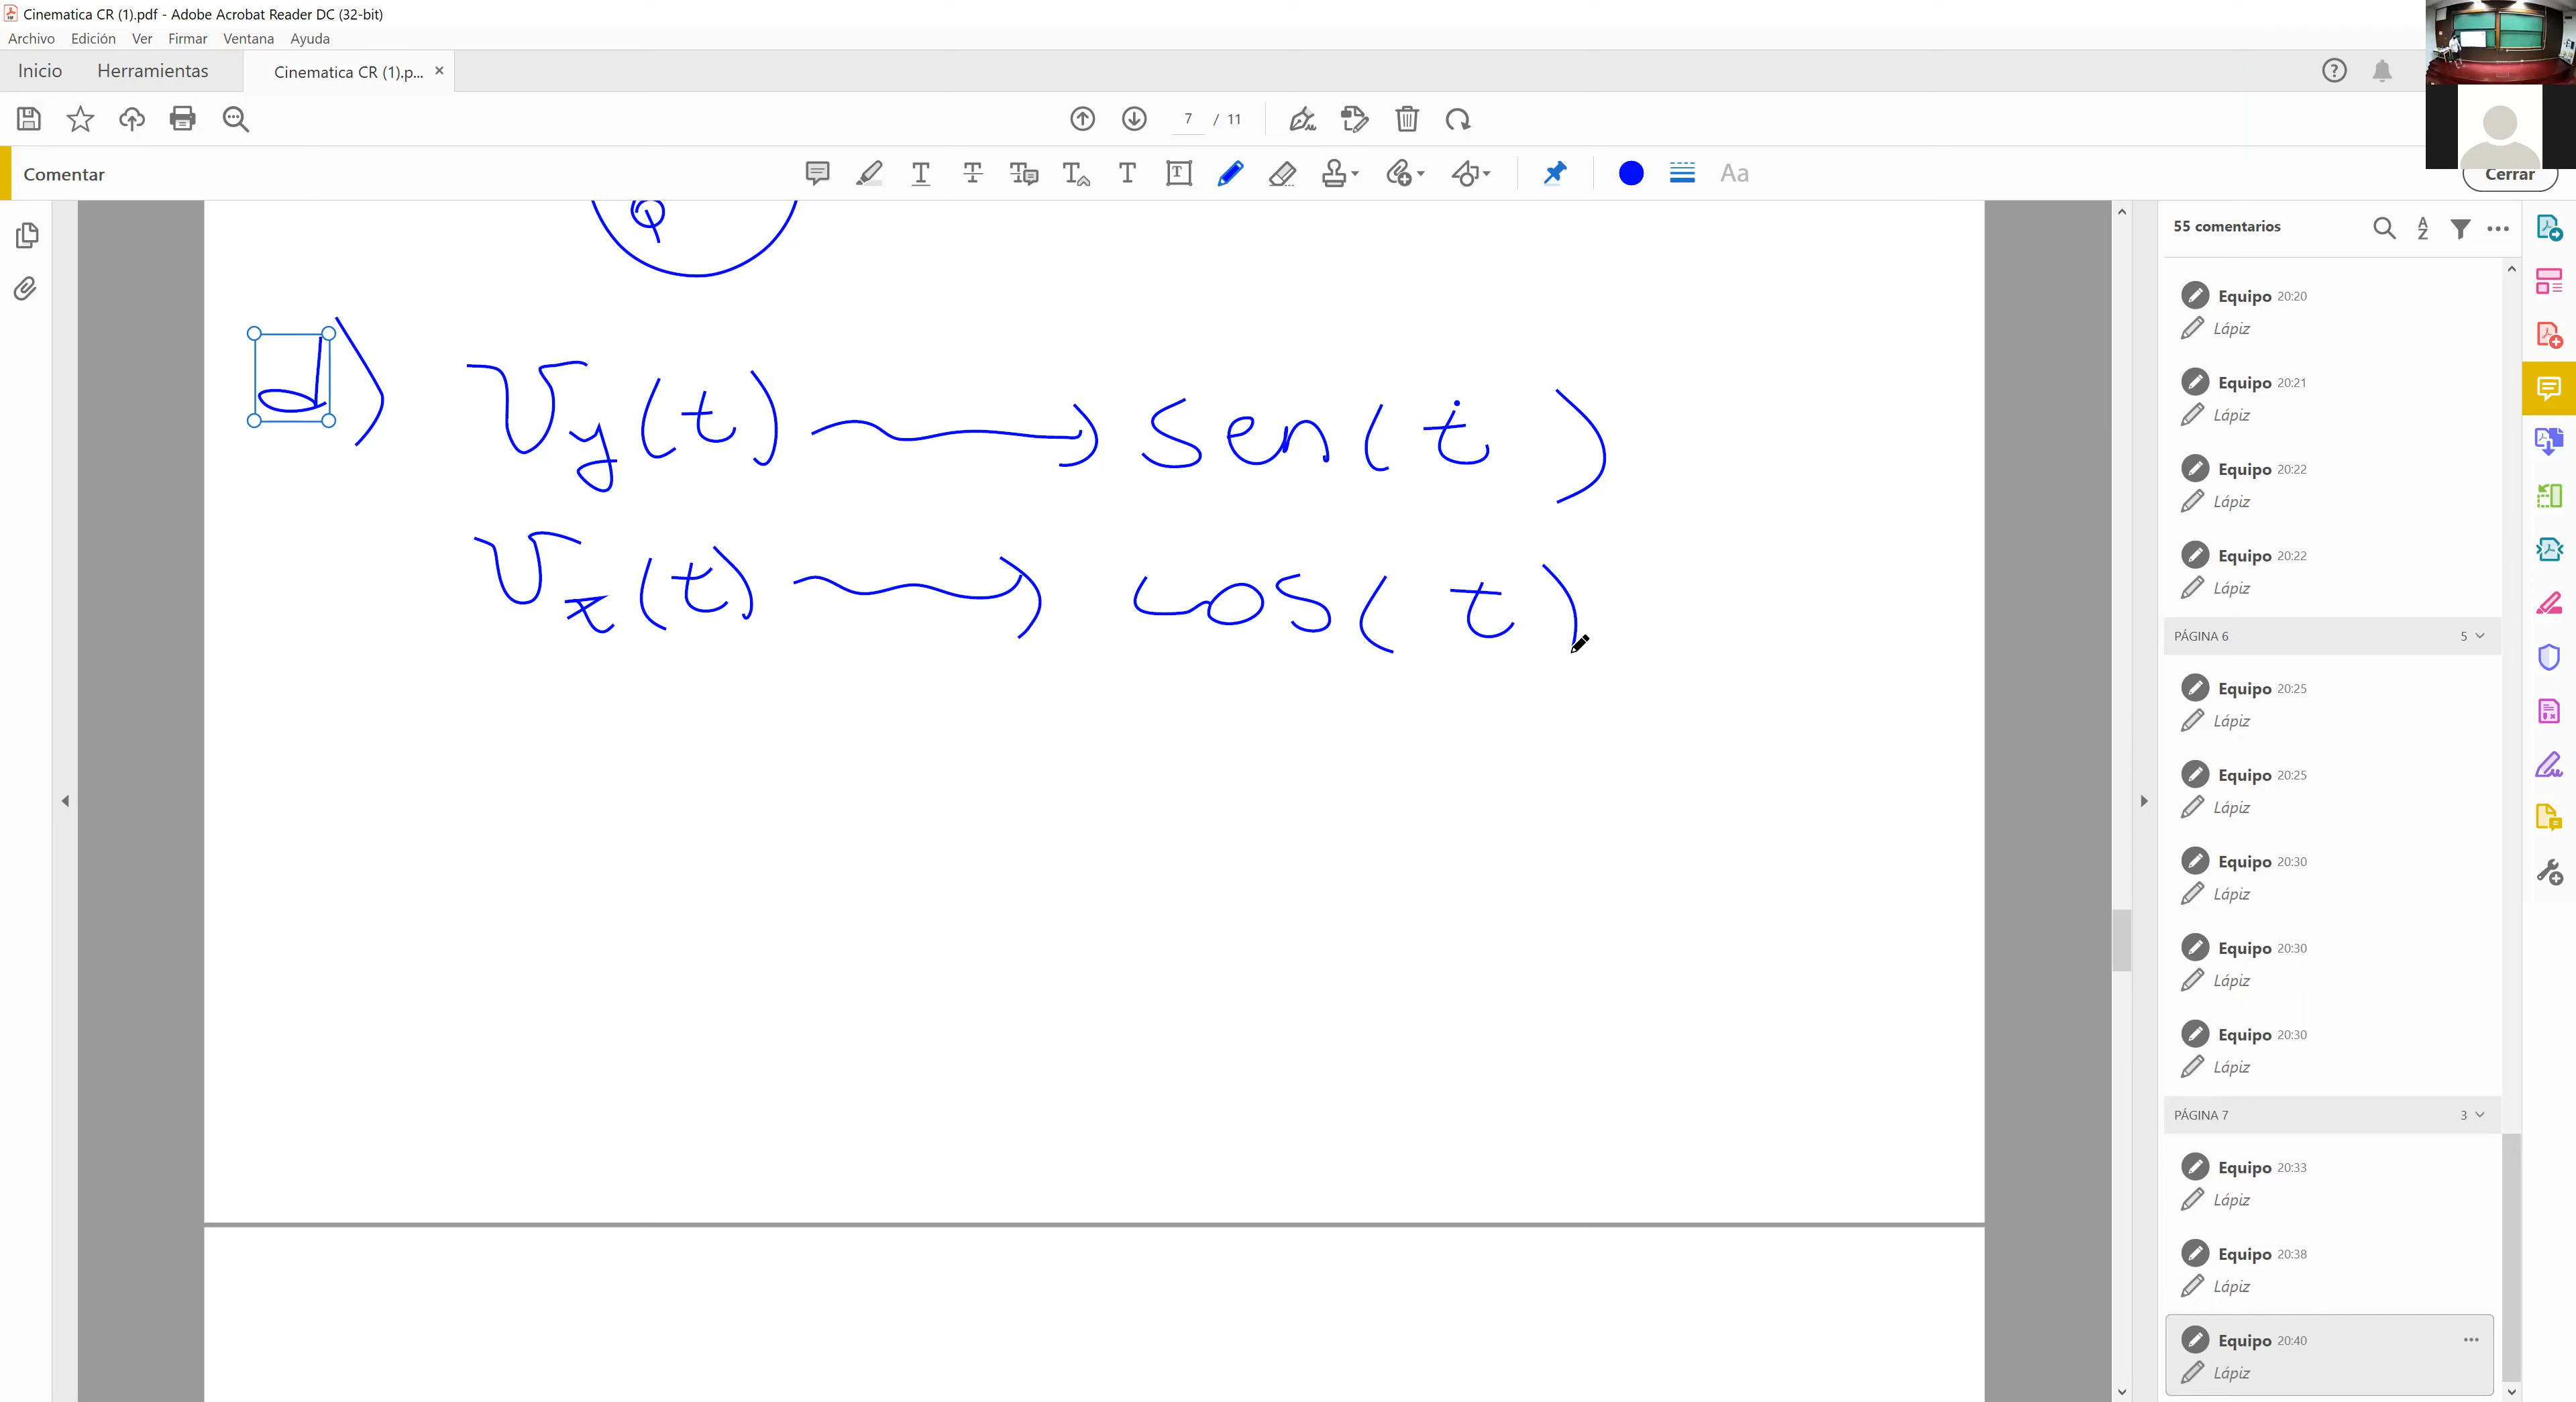 Cinematica CR (1).pdf - Adobe Acrobat Reader DC (32-bit)
Archivo Edición Ver Firmar Ventana Ayuda
Inicio Herramientas Cinematica CR (1).p... ×
7 / 11
Comentar
Aa
Cerrar
55 comentarios
Q
d) Vy(t) → sen(t)
Vz(t) → cos(t)
Equipo 20:20
Lápiz
Equipo 20:21
Lápiz
Equipo 20:22
Lápiz
Equipo 20:22
Lápiz
PÁGINA 6 5
Equipo 20:25
Lápiz
Equipo 20:25
Lápiz
Equipo 20:30
Lápiz
Equipo 20:30
Lápiz
Equipo 20:30
Lápiz
PÁGINA 7 3
Equipo 20:33
Lápiz
Equipo 20:38
Lápiz
Equipo 20:40
Lápiz